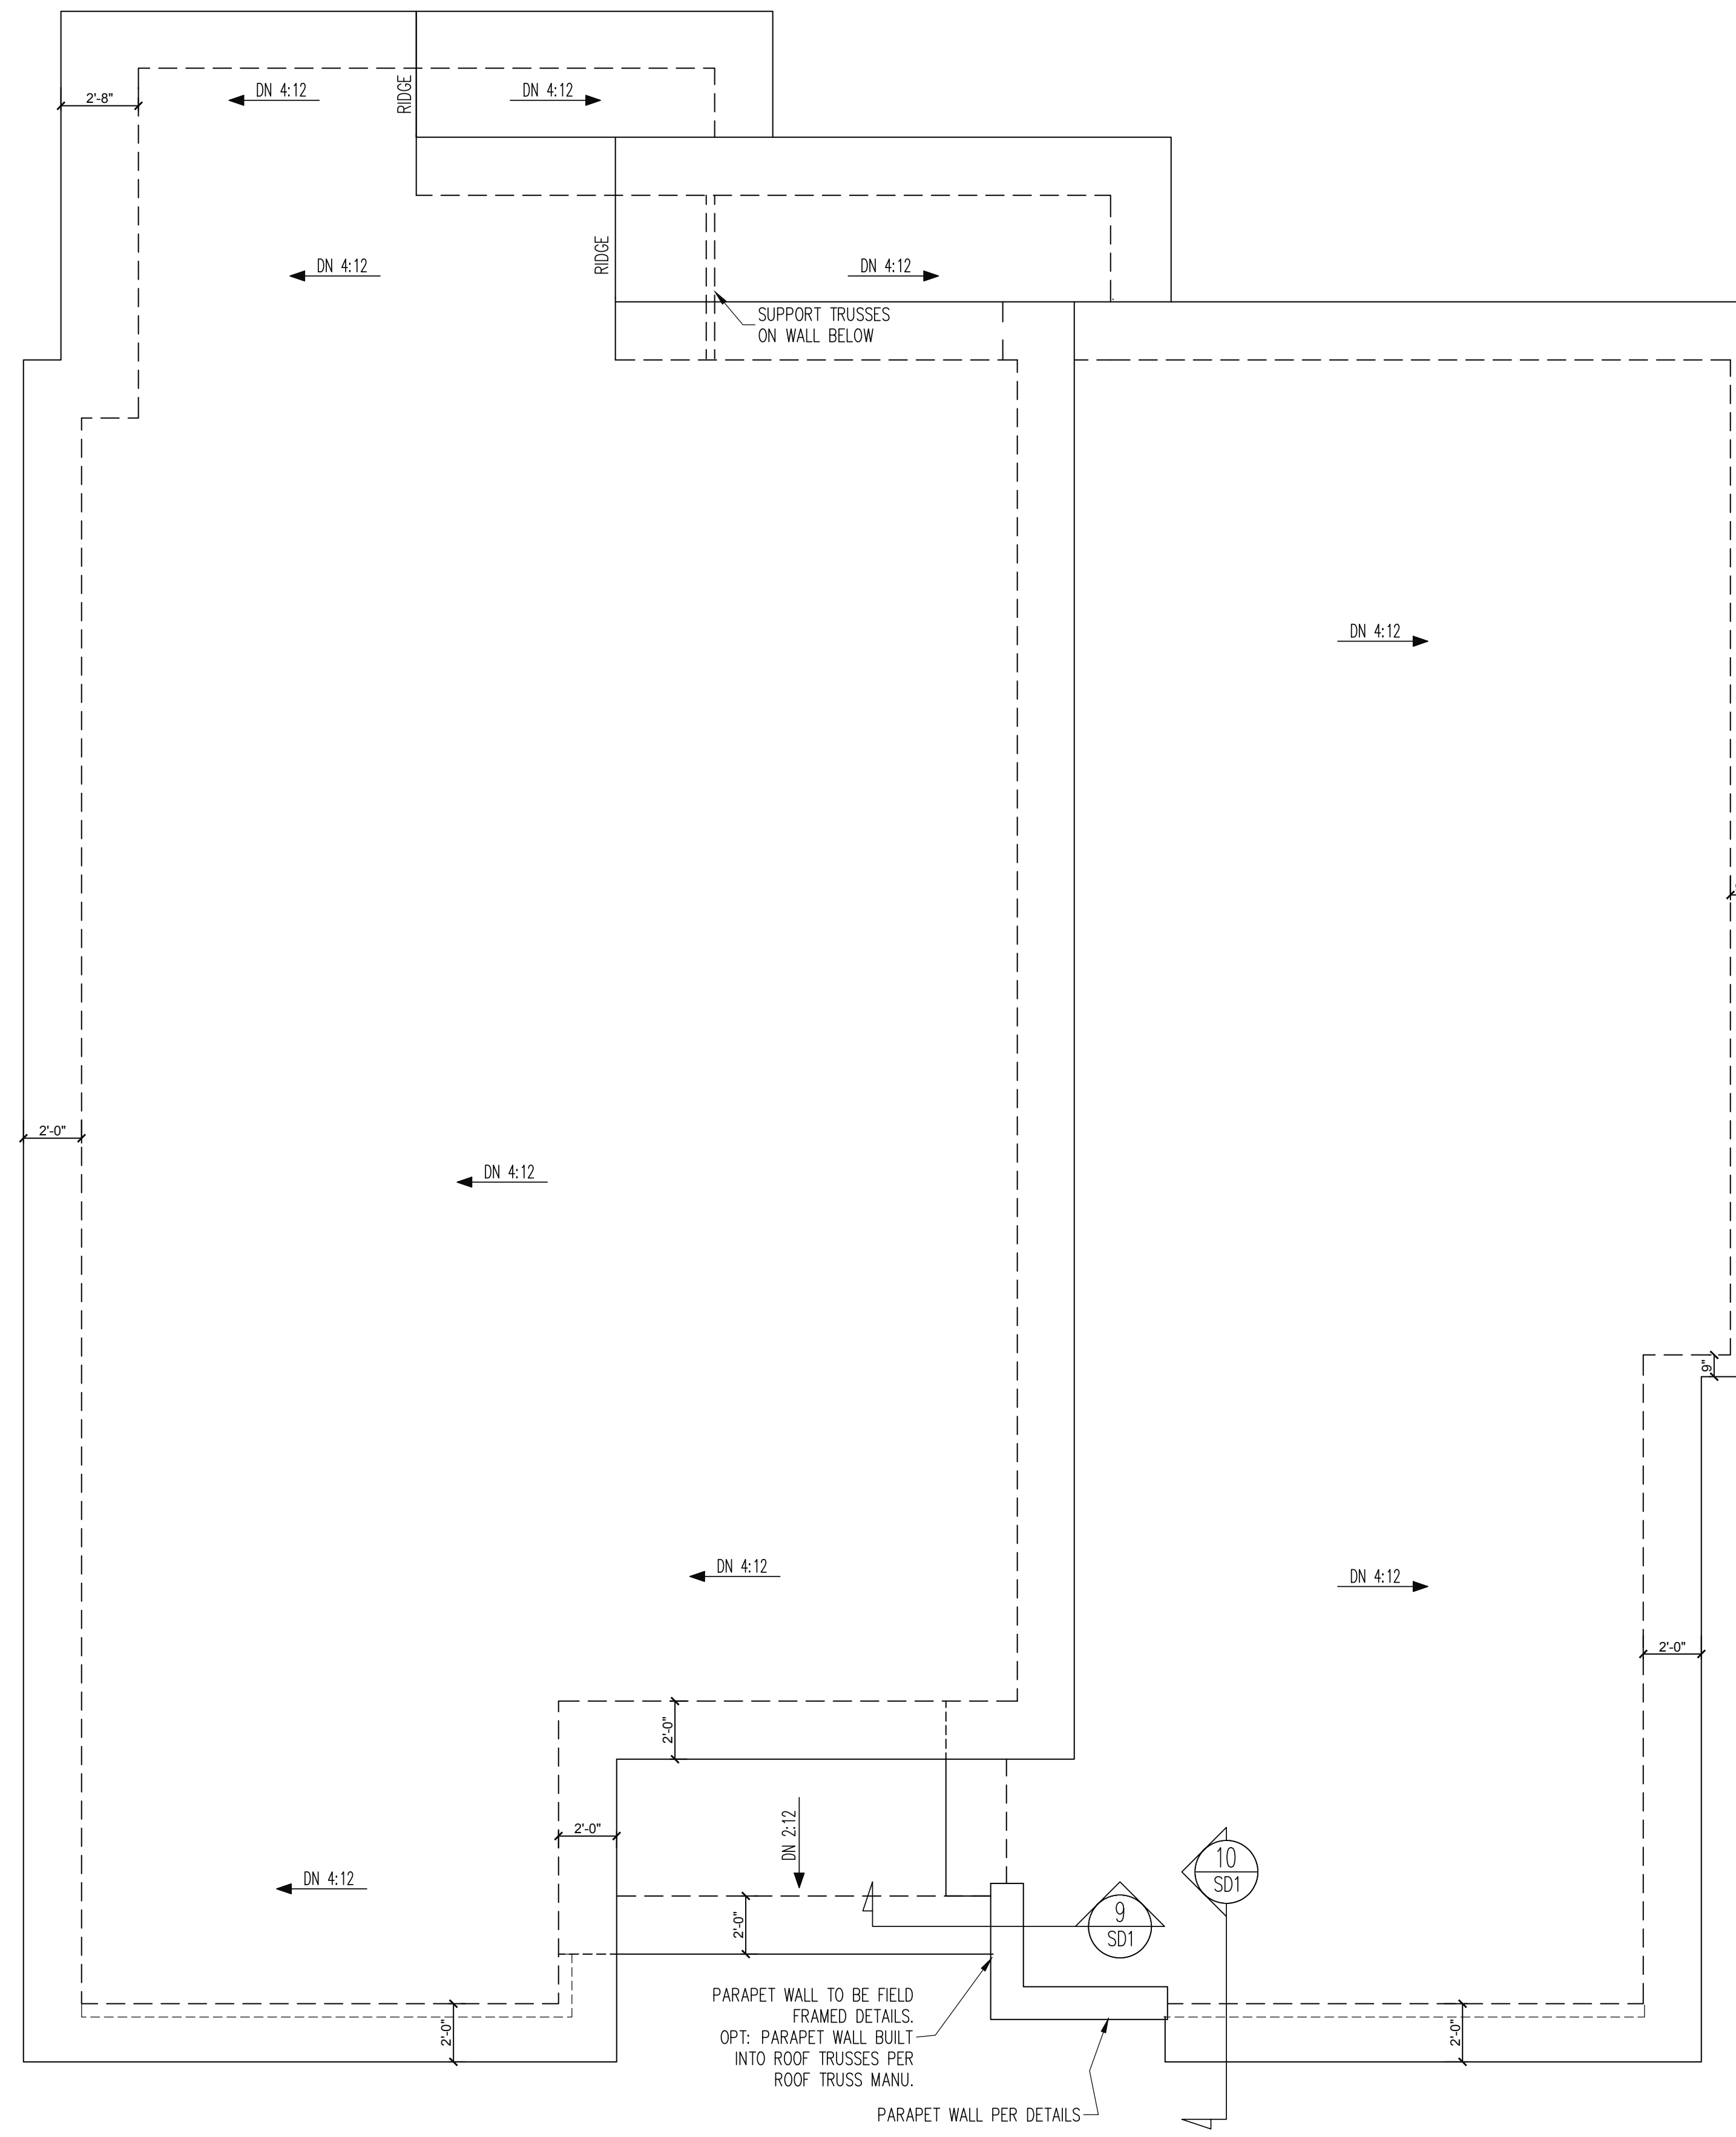 2'-8"
DN 4:12
RIDGE
DN 4:12
DN 4:12
RIDGE
DN 4:12
SUPPORT TRUSSES
ON WALL BELOW
DN 4:12
2'-0"
DN 4:12
9"
DN 4:12
DN 4:12
2'-0"
2'-0"
DN 2:12
2'-0"
DN 4:12
10
SD1
9
SD1
2'-0"
PARAPET WALL TO BE FIELD
FRAMED DETAILS.
OPT: PARAPET WALL BUILT
INTO ROOF TRUSSES PER
ROOF TRUSS MANU.
2'-0"
2'-0"
PARAPET WALL PER DETAILS